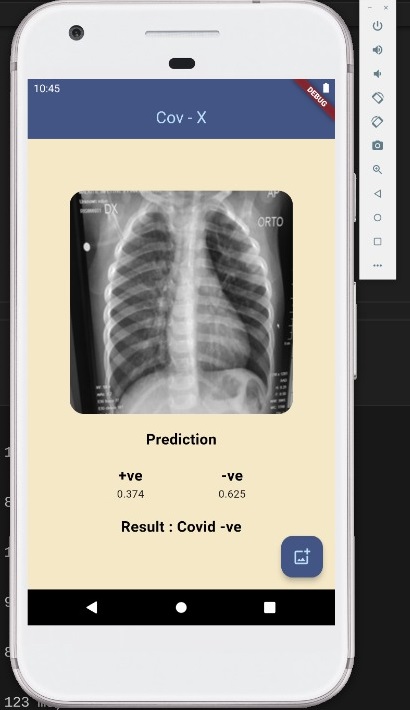 10:45
DEBUG
Cov - X
AP
DX
ORTO
Prediction
+ve -ve
0.374 0.625
Result : Covid -ve
123